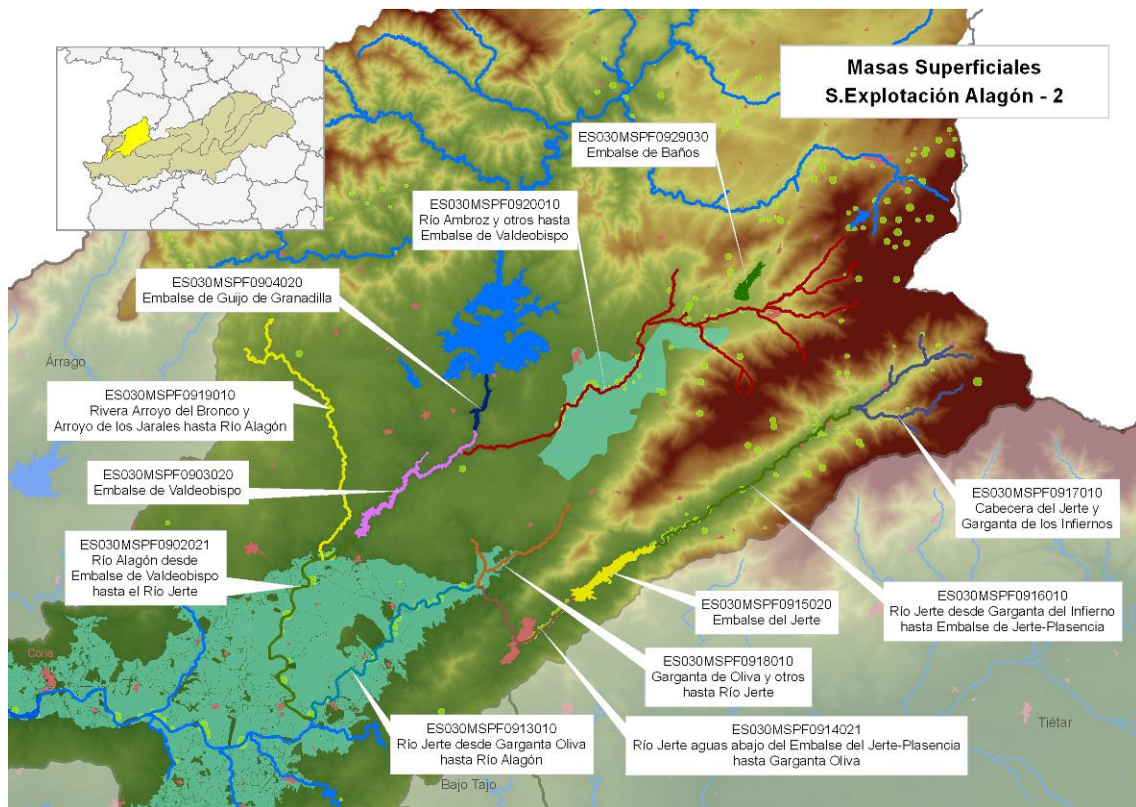 Masas Superficiales
S.Explotación Alagón - 2
ES030MSPF0929030
Embalse de Baños
ES030MSPF0920010
Río Ambroz y otros hasta
Embalse de Valdeobispo
ES030MSPF0904020
Embalse de Guijo de Granadilla
Árrago
ES030MSPF0919010
Rivera Arroyo del Bronco y
Arroyo de los Jarales hasta Río Alagón
ES030MSPF0903020
Embalse de Valdeobispo
ES030MSPF0917010
Cabecera del Jerte y
Garganta de los Infiernos
ES030MSPF0902021
Río Alagón desde
Embalse de Valdeobispo
hasta el Río Jerte
ES030MSPF0915020
Embalse del Jerte
ES030MSPF0916010
Río Jerte desde Garganta del Infierno
hasta Embalse de Jerte-Plasencia
Coria
ES030MSPF0918010
Garganta de Oliva y otros
hasta Río Jerte
Tiétar
ES030MSPF0913010
Río Jerte desde Garganta Oliva
hasta Río Alagón
ES030MSPF0914021
Río Jerte aguas abajo del Embalse del Jerte-Plasencia
hasta Garganta Oliva
Bajo Tajo